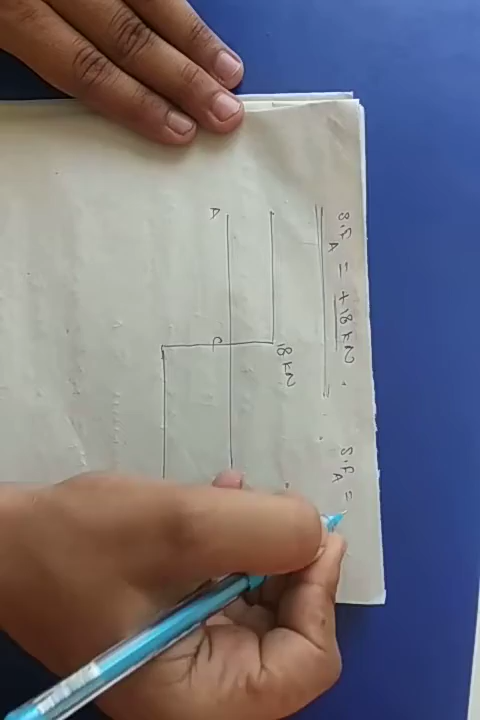 S.F_A = +18 kN.
S.F_A =
18 kN.
A
C